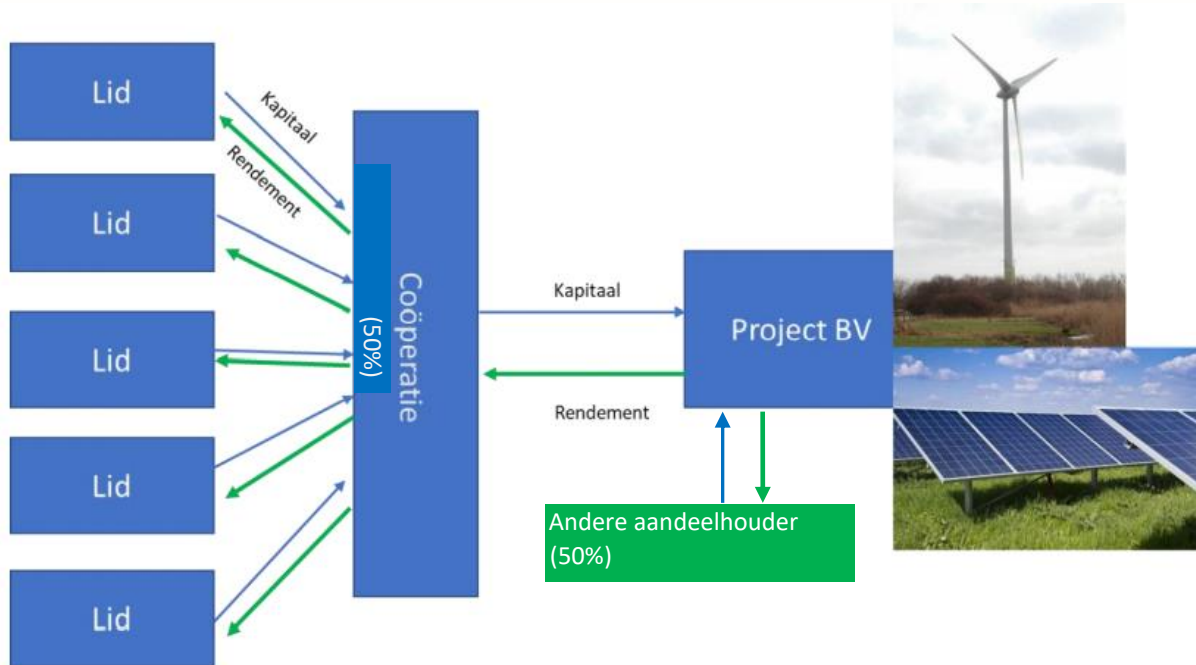 Lid
Kapitaal
Rendement
Lid
Lid
Lid
Lid
Coöperatie
(50%)
Kapitaal
Rendement
Project BV
Andere aandeelhouder
(50%)